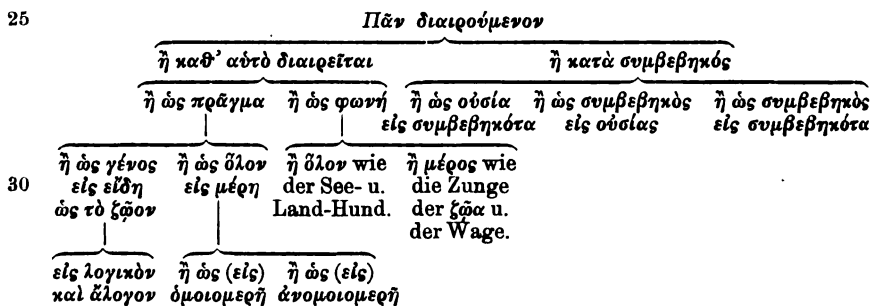 25 Πᾶν διαιρούμενον
ἢ καθ’ αὑτὸ διαιρεῖται ἢ κατὰ συμβεβηκός
ἢ ὡς πρᾶγμα ἢ ὡς φωνή ἢ ὡς οὐσία ἢ ὡς συμβεβηκὸς ἢ ὡς συμβεβηκὸς
εἰς συμβεβηκότα εἰς οὐσίας εἰς συμβεβηκότα
ἢ ὡς γένος ἢ ὡς ὅλον ἢ ὅλον wie ἢ μέρος wie
30 εἰς εἴδη εἰς μέρη der See- u. die Zunge
ὡς τὸ ζῷον Land-Hund. der ζῷα u.
der Wage.
εἰς λογικὸν ἢ ὡς (εἰς) ἢ ὡς (εἰς)
καὶ ἄλογον ὁμοιομερῆ ἀνομοιομερῆ